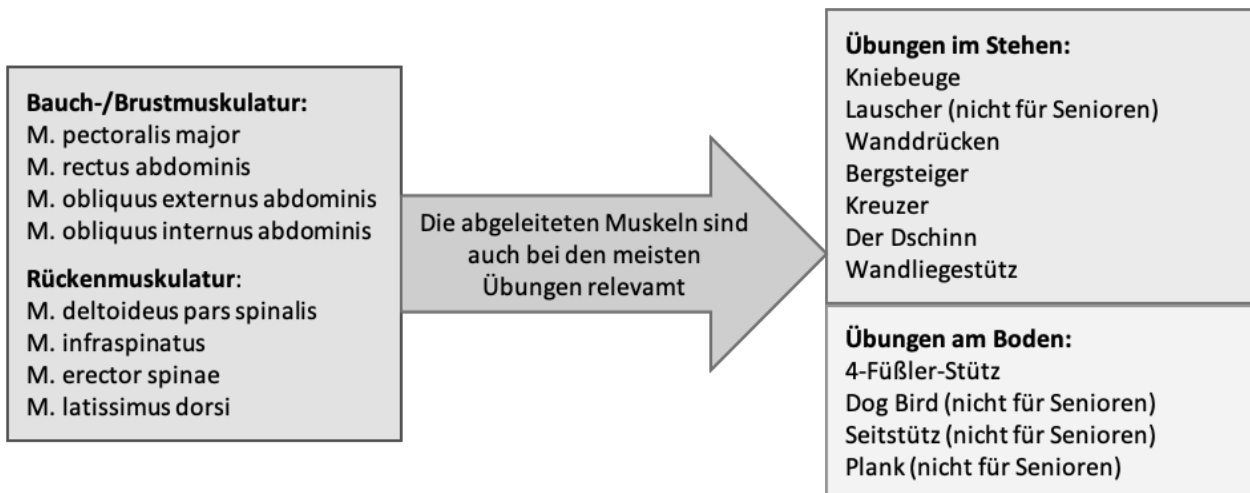 Bauch-/Brustmuskulatur:
M. pectoralis major
M. rectus abdominis
M. obliquus externus abdominis
M. obliquus internus abdominis
Rückenmuskulatur:
M. deltoideus pars spinalis
M. infraspinatus
M. erector spinae
M. latissimus dorsi
Die abgeleiteten Muskeln sind
auch bei den meisten
Übungen relevamt
Übungen im Stehen:
Kniebeuge
Lauscher (nicht für Senioren)
Wanddrücken
Bergsteiger
Kreuzer
Der Dschinn
Wandliegestütz
Übungen am Boden:
4-Füßler-Stütz
Dog Bird (nicht für Senioren)
Seitstütz (nicht für Senioren)
Plank (nicht für Senioren)